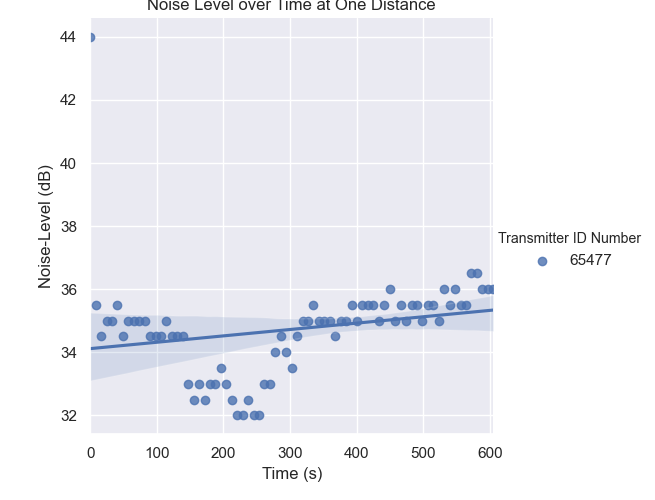 Noise Level over Time at One Distance
44
42
40
38
36
34
32
Noise-Level (dB)
0 100 200 300 400 500 600
Time (s)
Transmitter ID Number
65477